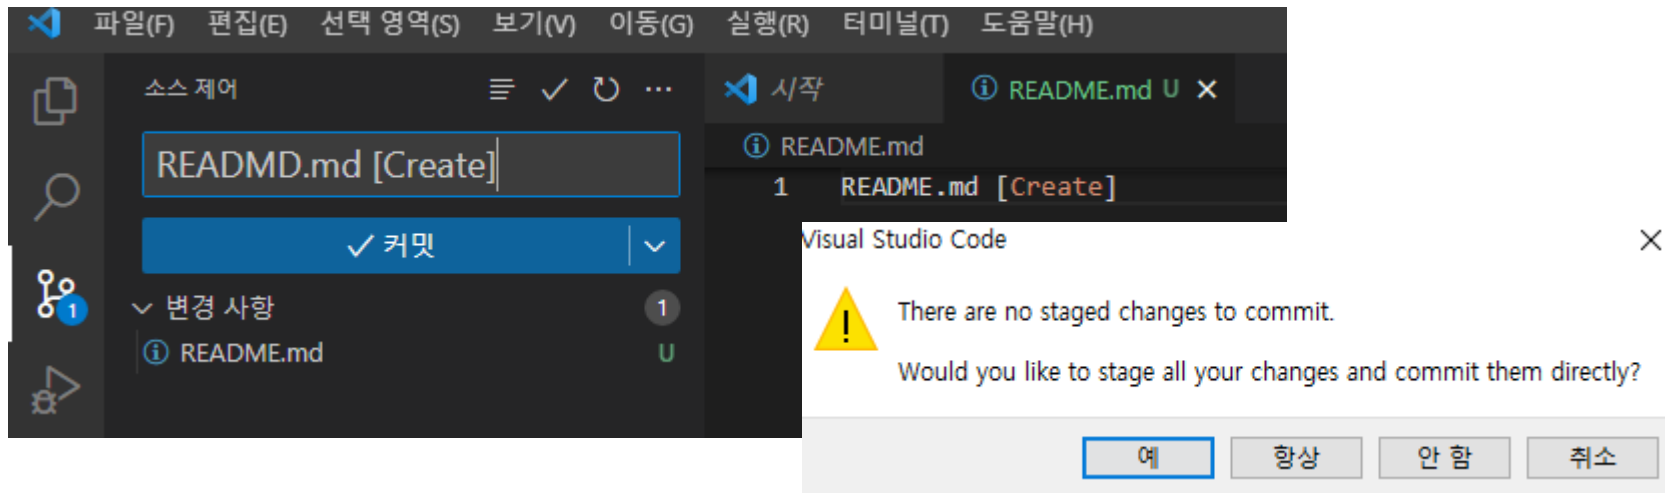 파일(F) 편집(E) 선택 영역(S) 보기(V) 이동(G) 실행(R) 터미널(T) 도움말(H)
소스 제어
시작
README.md U
READMD.md [Create]
README.md
1 README.md [Create]
커밋
변경 사항 1
README.md U
1
Visual Studio Code
There are no staged changes to commit.
Would you like to stage all your changes and commit them directly?
예 항상 안 함 취소